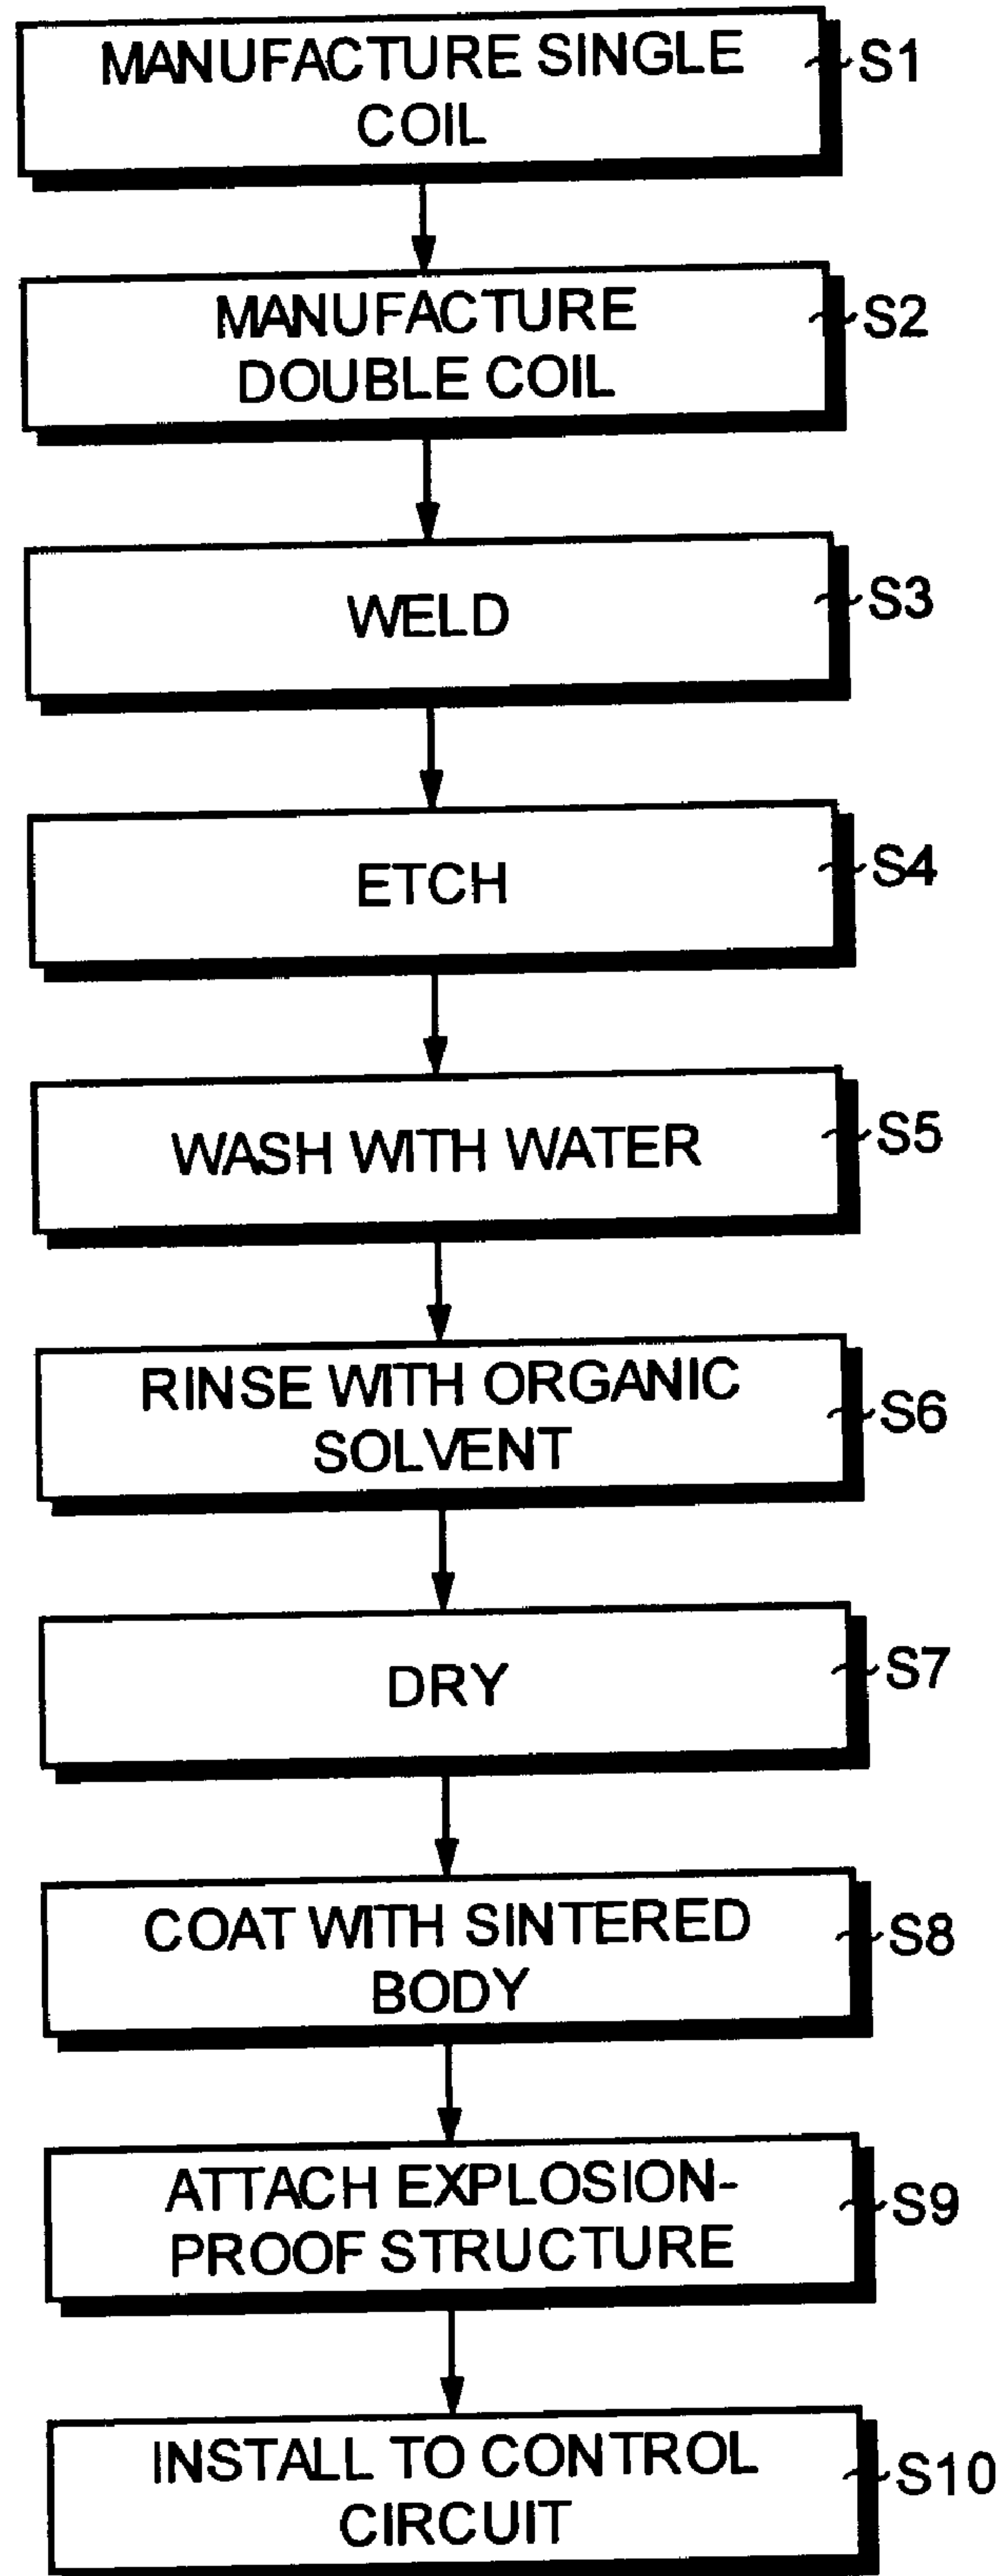 MANUFACTURE SINGLE
COIL
S1
MANUFACTURE
DOUBLE COIL
S2
WELD
S3
ETCH
S4
WASH WITH WATER
S5
RINSE WITH ORGANIC
SOLVENT
S6
DRY
S7
COAT WITH SINTERED
BODY
S8
ATTACH EXPLOSION-
PROOF STRUCTURE
S9
INSTALL TO CONTROL
CIRCUIT
S10